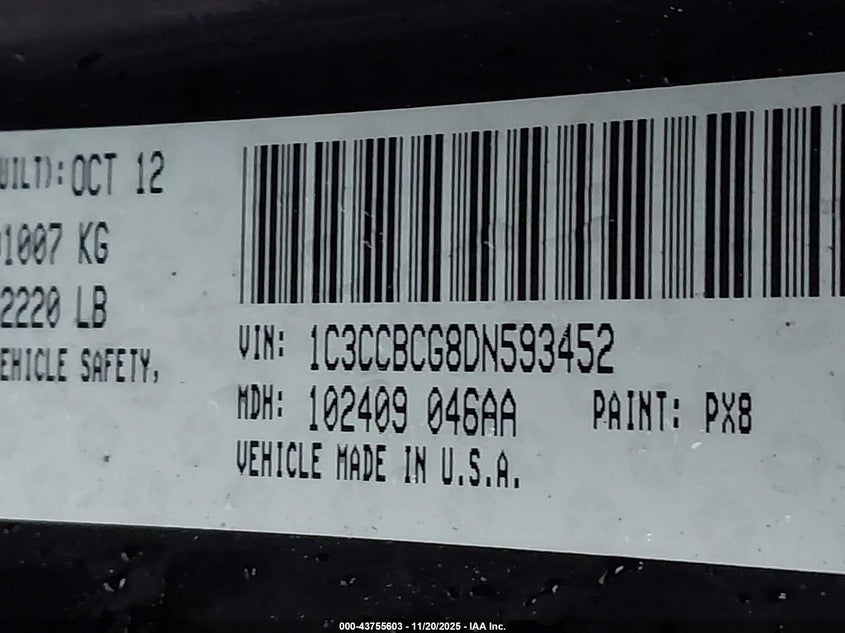 UILT): OCT 12
1007 KG
2220 LB
EHICLE SAFETY,
VIN: 1C3CCBCG8DN593452
MDH: 102409 046AA PAINT: PX8
VEHICLE MADE IN U.S.A.
000-43755603 - 11/20/2025 - IAA Inc.